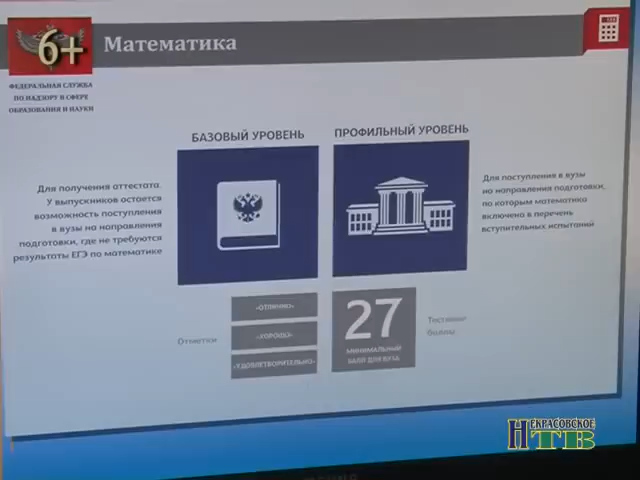 6+
Математика
ФЕДЕРАЛЬНАЯ СЛУЖБА
ПО НАДЗОРУ В СФЕРЕ
ОБРАЗОВАНИЯ И НАУКИ
БАЗОВЫЙ УРОВЕНЬ
ПРОФИЛЬНЫЙ УРОВЕНЬ
Для получения аттестата.
У выпускников остается
возможность поступления
в вузы на направления
подготовки, где не требуются
результаты ЕГЭ по математике
Для поступления в вузы
на направления подготовки,
по которым математика
включена в перечень
вступительных испытаний
Отметки
«ОТЛИЧНО»
«ХОРОШО»
«УДОВЛЕТВОРИТЕЛЬНО»
27
МИНИМАЛЬНЫЙ
БАЛЛ ДЛЯ ВУЗА
Тестовые
баллы
НЕКРАСОВСКОЕ
ТВ